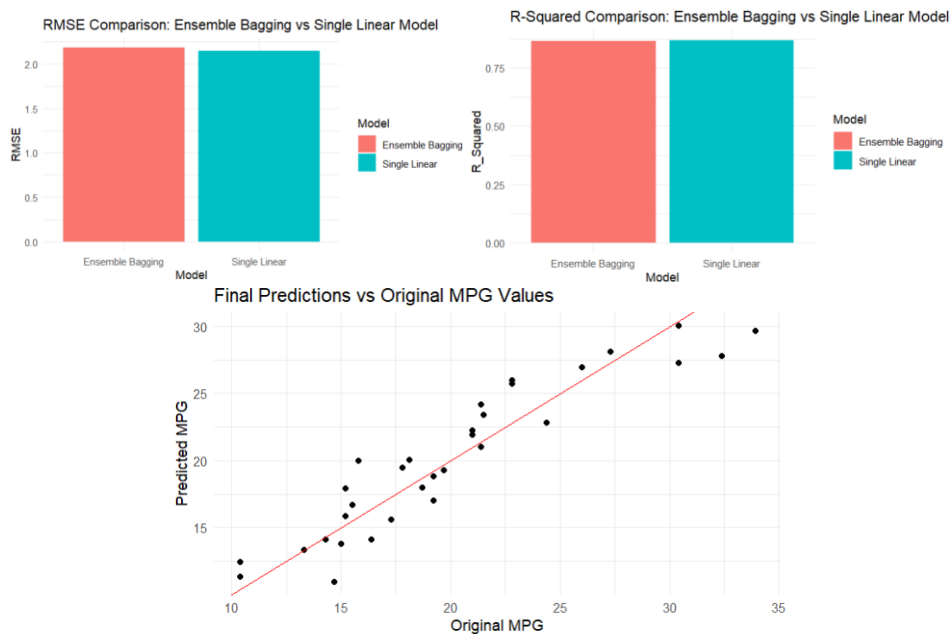 RMSE Comparison: Ensemble Bagging vs Single Linear Model
2.0
1.5
1.0
0.5
0.0
RMSE
Ensemble Bagging
Single Linear
Model
Model
Ensemble Bagging
Single Linear
R-Squared Comparison: Ensemble Bagging vs Single Linear Model
0.75
0.50
0.25
0.00
R_Squared
Ensemble Bagging
Single Linear
Model
Model
Ensemble Bagging
Single Linear
Final Predictions vs Original MPG Values
30
25
20
15
Predicted MPG
10
15
20
25
30
35
Original MPG